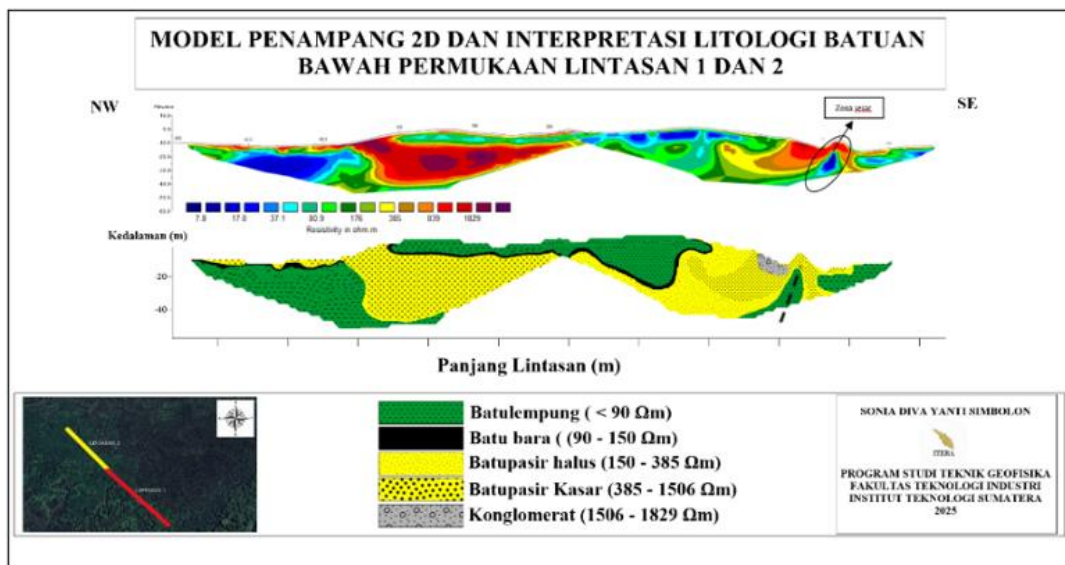 MODEL PENAMPANG 2D DAN INTERPRETASI LITOLOGI BATUAN
BAWAH PERMUKAAN LINTASAN 1 DAN 2
NW
SE
Zona sesar
7.8 17.0 37.1 80.9 176 385 839 1829
Resistivity in ohm.m
Kedalaman (m)
-20
-40
Panjang Lintasan (m)
Batulempung ( < 90 Ωm)
Batu bara ( (90 - 150 Ωm)
Batupasir halus (150 - 385 Ωm)
Batupasir Kasar (385 - 1506 Ωm)
Konglomerat (1506 - 1829 Ωm)
SONIA DIVA YANTI SIMBOLON
ITERA
PROGRAM STUDI TEKNIK GEOFISIKA
FAKULTAS TEKNOLOGI INDUSTRI
INSTITUT TEKNOLOGI SUMATERA
2025